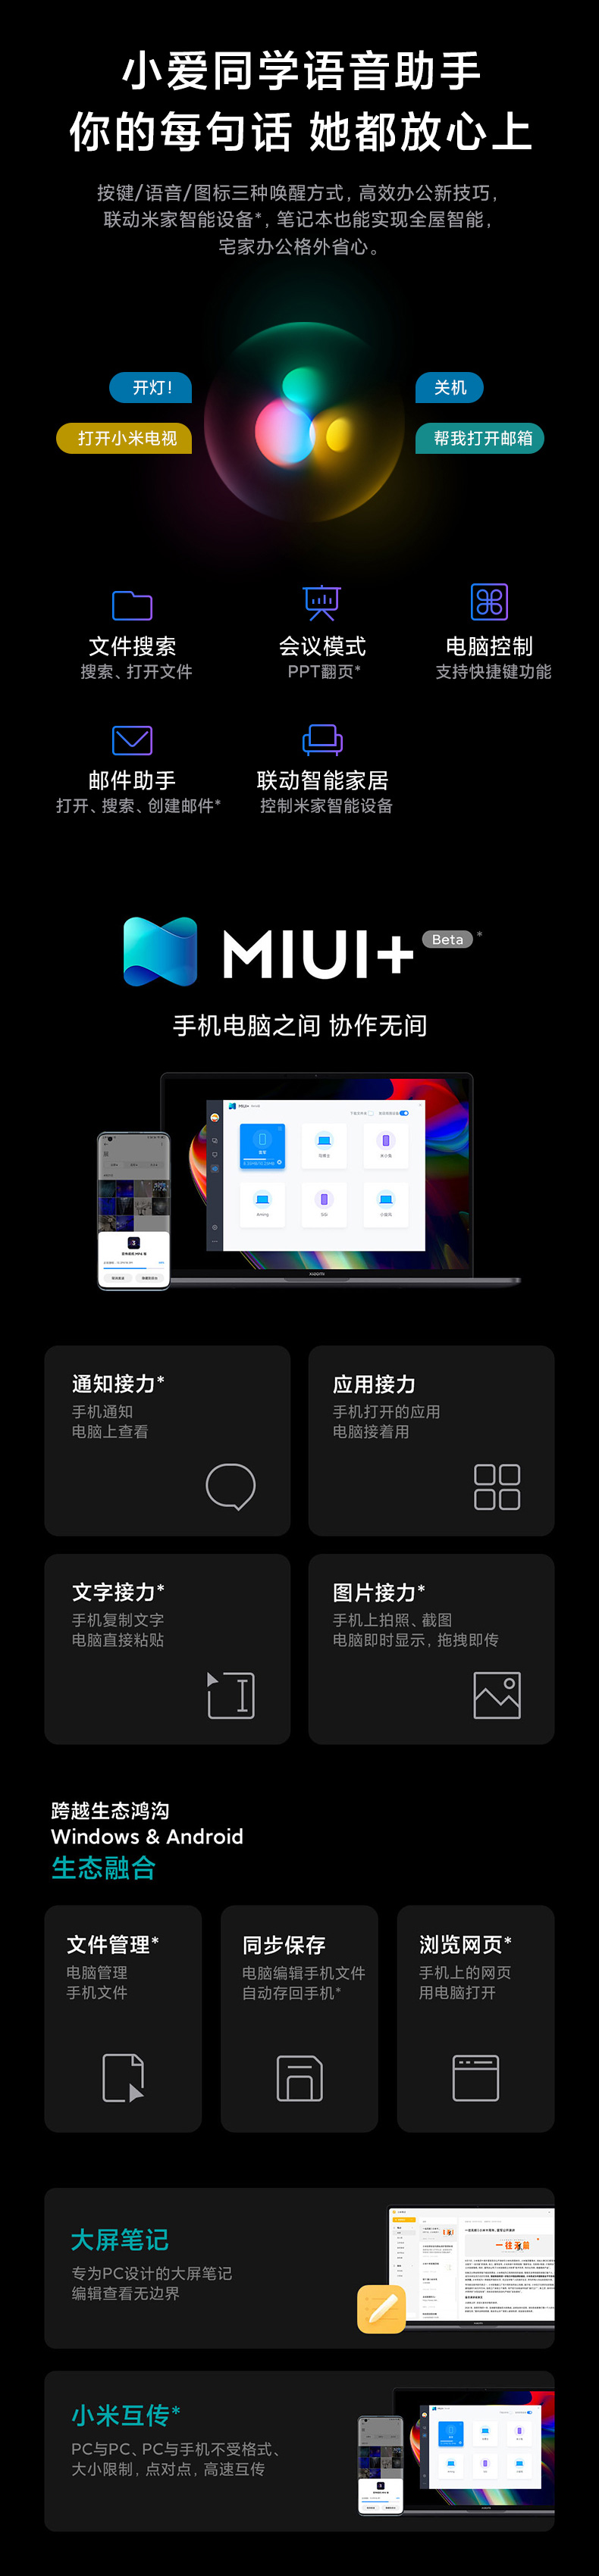 小爱同学语音助手
你的每句话 她都放心上
按键/语音/图标三种唤醒方式，高效办公新技巧，
联动米家智能设备*，笔记本也能实现全屋智能，
宅家办公格外省心。
开灯！
关机
打开小米电视
帮我打开邮箱
文件搜索
搜索、打开文件
会议模式
PPT翻页*
电脑控制
支持快捷键功能
邮件助手
打开、搜索、创建邮件*
联动智能家居
控制米家智能设备
MIUI+ Beta *
手机电脑之间 协作无间
MIUI+
xiaomi
通知接力*
手机通知
电脑上查看
应用接力
手机打开的应用
电脑接着用
文字接力*
手机复制文字
电脑直接粘贴
图片接力*
手机上拍照、截图
电脑即时显示，拖拽即传
跨越生态鸿沟
Windows & Android
生态融合
文件管理*
电脑管理
手机文件
同步保存
电脑编辑手机文件
自动存回手机*
浏览网页*
手机上的网页
用电脑打开
大屏笔记
专为PC设计的大屏笔记
编辑查看无边界
一往无前
小米互传*
PC与PC、PC与手机不受格式、
大小限制，点对点，高速互传